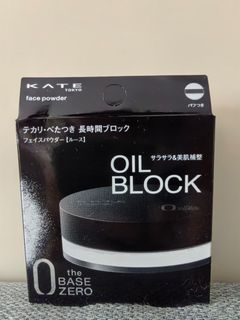 KATE
TOKYO
face powder
パフつき
テカリ・べたつき 長時間ブロック
フェイスパウダー【ルース】
サラサラ&美肌補整
OIL
BLOCK
0 the
BASE
ZERO